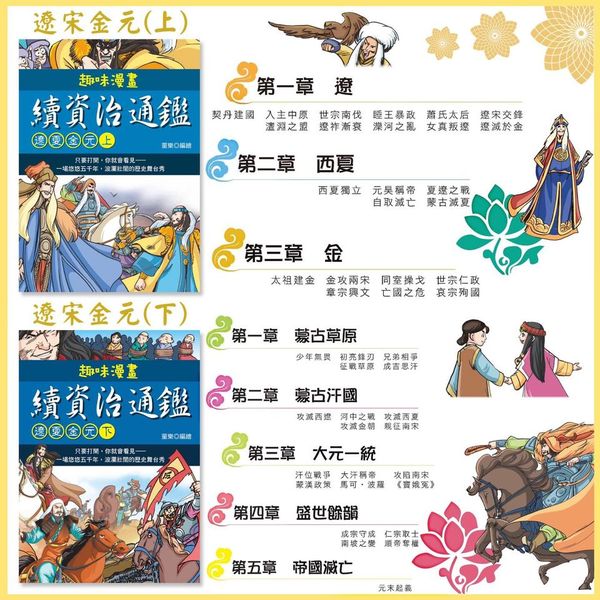 遼宋金元(上)
趣味漫畫
續資治通鑑
遼夏金元 上
董樂◎編繪
只要打開,你就會看見──
一場悠悠五千年,波瀾壯闊的歷史舞台秀
第一章 遼
契丹建國 入主中原 世宗南伐 睡王暴政 蕭氏太后 遼宋交鋒
澶淵之盟 遼祚漸衰 灤河之亂 女真叛遼 遼滅於金
第二章 西夏
西夏獨立 元昊稱帝 夏遼之戰
自取滅亡 蒙古滅夏
第三章 金
太祖建金 金攻兩宋 同室操戈 世宗仁政
章宗興文 亡國之危 哀宗殉國
遼宋金元(下)
趣味漫畫
續資治通鑑
遼夏金元 下
董樂◎編繪
只要打開,你就會看見──
一場悠悠五千年,波瀾壯闊的歷史舞台秀
第一章 蒙古草原
少年無畏 初亮鋒刃 兄弟相爭
征戰草原 成吉思汗
第二章 蒙古汗國
攻滅西遼 河中之戰 攻滅西夏
攻滅金朝 親征南宋
第三章 大元一統
汗位戰爭 大汗稱帝 攻陷南宋
蒙漢政策 馬可・波羅 《竇娥冤》
第四章 盛世餘韻
成宗守成 仁宗取士
南坡之變 順帝奪權
第五章 帝國滅亡
元末起義